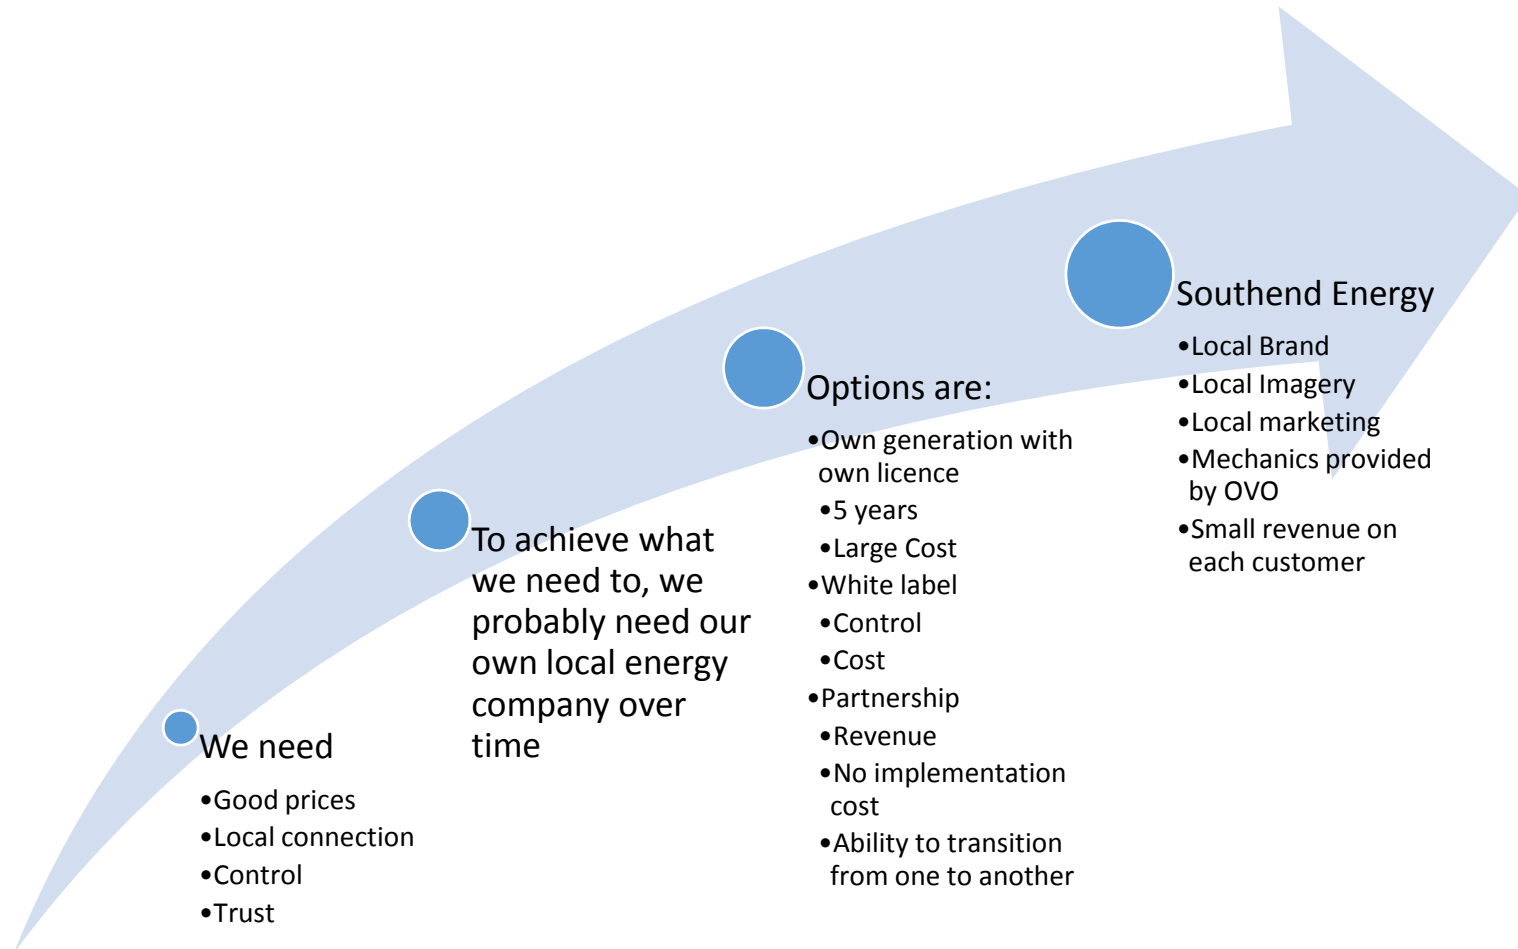 We need
•Good prices
•Local connection
•Control
•Trust
To achieve what
we need to, we
probably need our
own local energy
company over
time
Options are:
•Own generation with
own licence
•5 years
•Large Cost
•White label
•Control
•Cost
•Partnership
•Revenue
•No implementation
cost
•Ability to transition
from one to another
Southend Energy
•Local Brand
•Local Imagery
•Local marketing
•Mechanics provided
by OVO
•Small revenue on
each customer